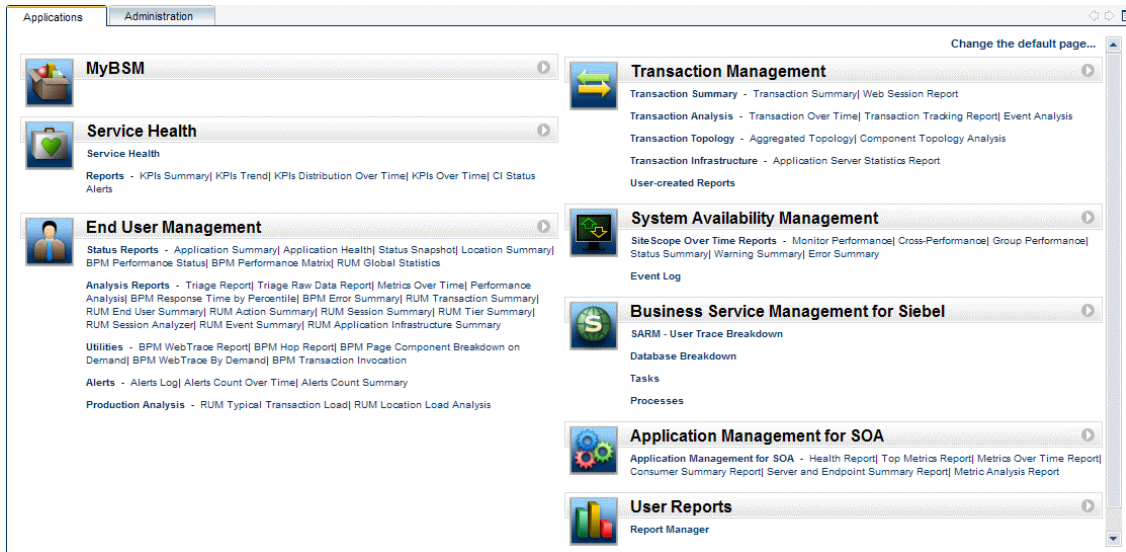 Applications
Administration
Change the default page...
MyBSM
Service Health
Service Health
Reports - KPIs Summary| KPIs Trend| KPIs Distribution Over Time| KPIs Over Time| CI Status
Alerts
End User Management
Status Reports - Application Summary| Application Health| Status Snapshot| Location Summary|
BPM Performance Status| BPM Performance Matrix| RUM Global Statistics
Analysis Reports - Triage Report| Triage Raw Data Report| Metrics Over Time| Performance
Analysis| BPM Response Time by Percentile| BPM Error Summary| RUM Transaction Summary|
RUM End User Summary| RUM Action Summary| RUM Session Summary| RUM Tier Summary|
RUM Session Analyzer| RUM Event Summary| RUM Application Infrastructure Summary
Utilities - BPM WebTrace Report| BPM Hop Report| BPM Page Component Breakdown on
Demand| BPM WebTrace By Demand| BPM Transaction Invocation
Alerts - Alerts Log| Alerts Count Over Time| Alerts Count Summary
Production Analysis - RUM Typical Transaction Load| RUM Location Load Analysis
Transaction Management
Transaction Summary - Transaction Summary| Web Session Report
Transaction Analysis - Transaction Over Time| Transaction Tracking Report| Event Analysis
Transaction Topology - Aggregated Topology| Component Topology Analysis
Transaction Infrastructure - Application Server Statistics Report
User-created Reports
System Availability Management
SiteScope Over Time Reports - Monitor Performance| Cross-Performance| Group Performance|
Status Summary| Warning Summary| Error Summary
Event Log
S
Business Service Management for Siebel
SARM - User Trace Breakdown
Database Breakdown
Tasks
Processes
Application Management for SOA
Application Management for SOA - Health Report| Top Metrics Report| Metrics Over Time Report|
Consumer Summary Report| Server and Endpoint Summary Report| Metric Analysis Report
User Reports
Report Manager